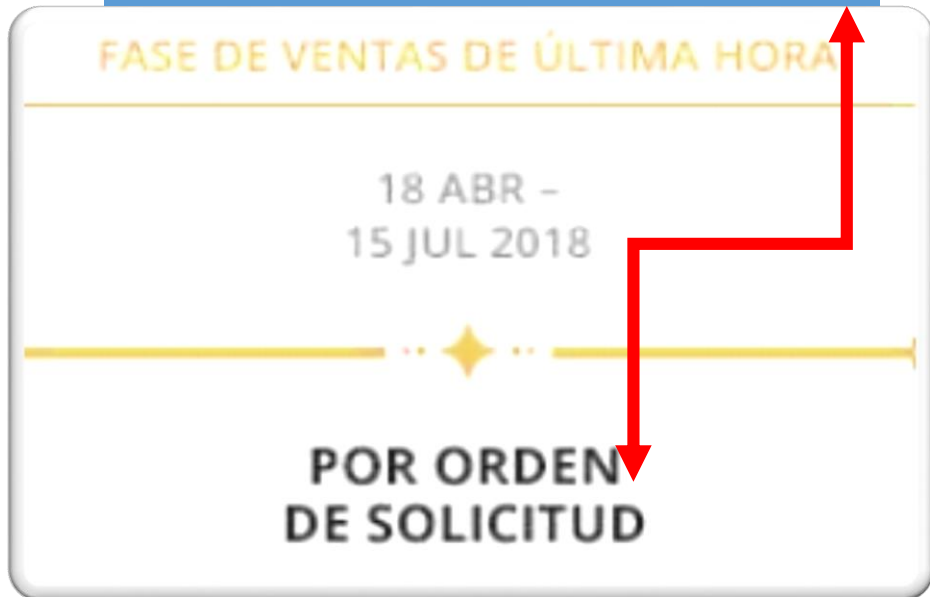 FASE DE VENTAS DE ÚLTIMA HORA
18 ABR –
15 JUL 2018
POR ORDEN
DE SOLICITUD